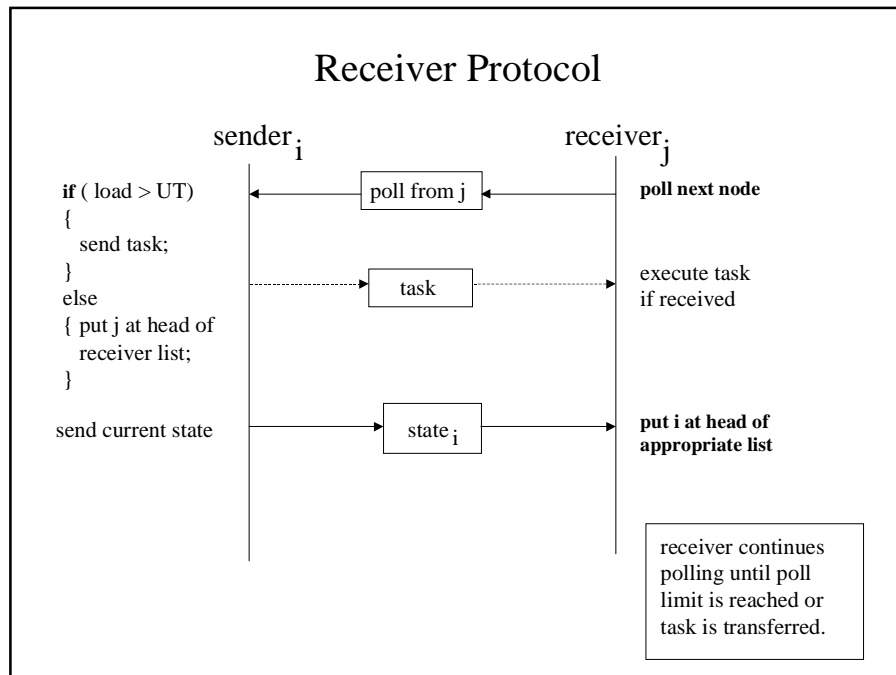 Receiver Protocol
sender i
receiver j
if ( load > UT)
{
send task;
}
else
{ put j at head of
receiver list;
}
send current state
poll from j
task
state i
poll next node
execute task
if received
put i at head of
appropriate list
receiver continues
polling until poll
limit is reached or
task is transferred.